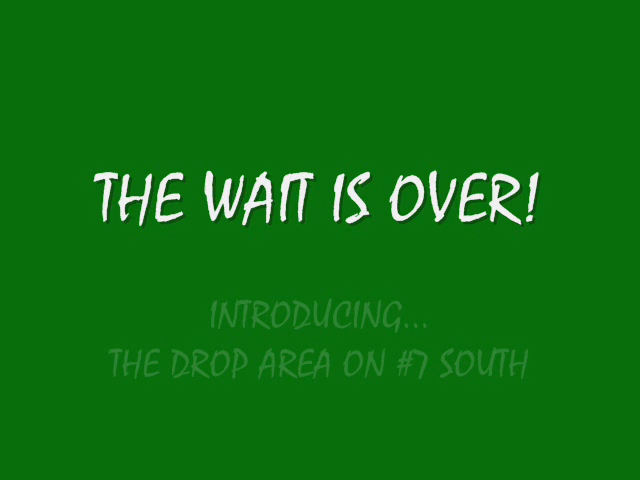 THE WAIT IS OVER!
INTRODUCING...
THE DROP AREA ON #7 SOUTH